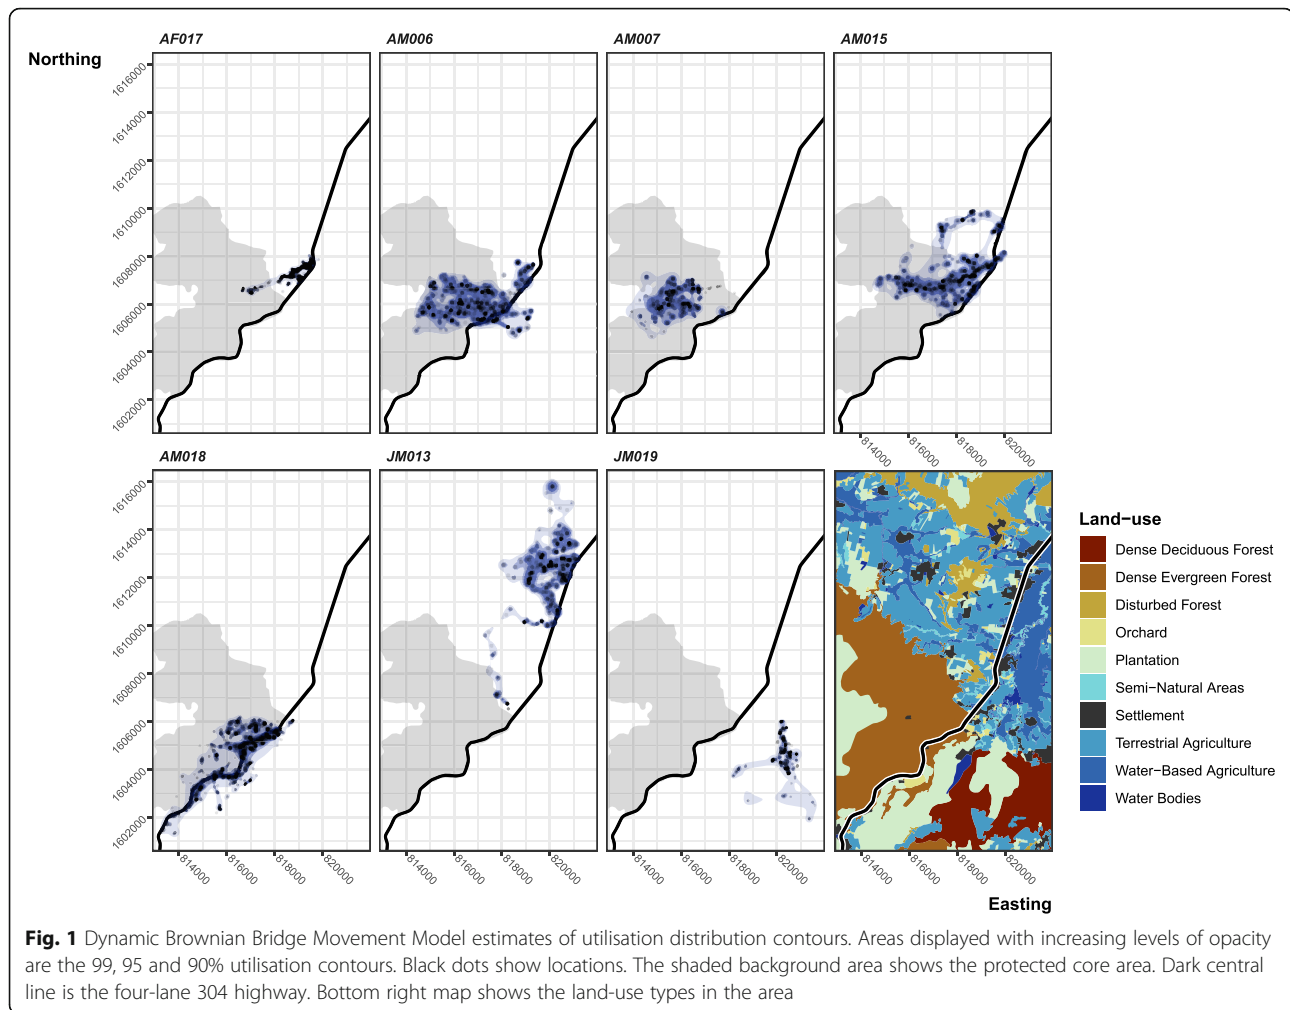 AF017 AM006 AM007 AM015
Northing
1616000
1614000
1612000
1610000
1608000
1606000
1604000
1602000
814000 816000 818000 820000
AM018 JM013 JM019
1616000
1614000
1612000
1610000
1608000
1606000
1604000
1602000
814000 816000 818000 820000 814000 816000 818000 820000 814000 816000 818000 820000 814000 816000 818000 820000
Land-use
Dense Deciduous Forest
Dense Evergreen Forest
Disturbed Forest
Orchard
Plantation
Semi-Natural Areas
Settlement
Terrestrial Agriculture
Water-Based Agriculture
Water Bodies
Easting
Fig. 1 Dynamic Brownian Bridge Movement Model estimates of utilisation distribution contours. Areas displayed with increasing levels of opacity
are the 99, 95 and 90% utilisation contours. Black dots show locations. The shaded background area shows the protected core area. Dark central
line is the four-lane 304 highway. Bottom right map shows the land-use types in the area